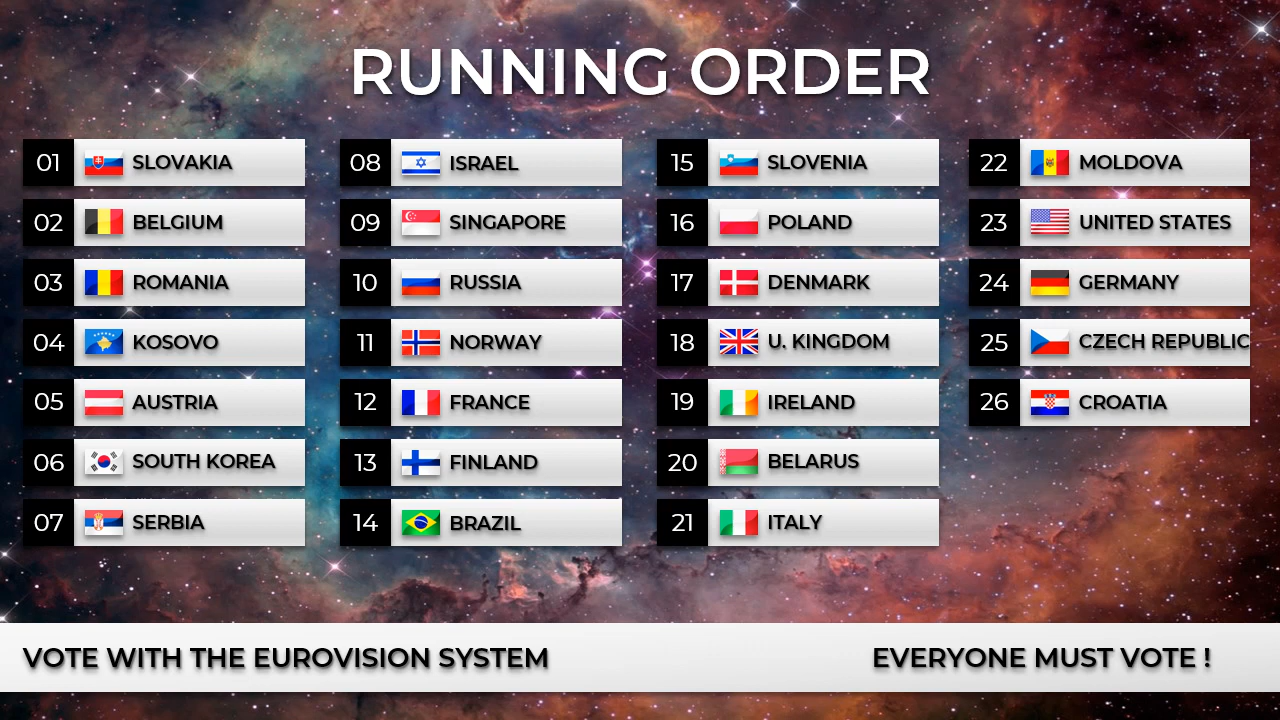 RUNNING ORDER
01 SLOVAKIA
02 BELGIUM
03 ROMANIA
04 KOSOVO
05 AUSTRIA
06 SOUTH KOREA
07 SERBIA
08 ISRAEL
09 SINGAPORE
10 RUSSIA
11 NORWAY
12 FRANCE
13 FINLAND
14 BRAZIL
15 SLOVENIA
16 POLAND
17 DENMARK
18 U. KINGDOM
19 IRELAND
20 BELARUS
21 ITALY
22 MOLDOVA
23 UNITED STATES
24 GERMANY
25 CZECH REPUBLIC
26 CROATIA
VOTE WITH THE EUROVISION SYSTEM
EVERYONE MUST VOTE !